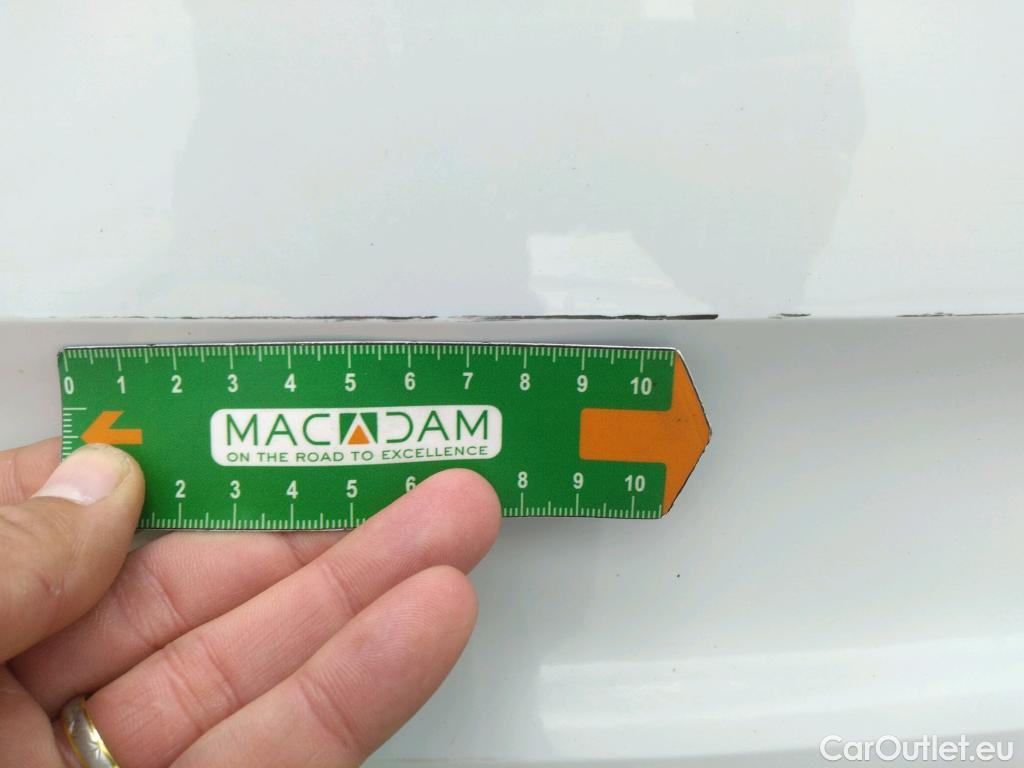 0 1 2 3 4 5 6 7 8 9 10
MACADAM
ON THE ROAD TO EXCELLENCE
2 3 4 5 6 8 9 10
CarOutlet.eu